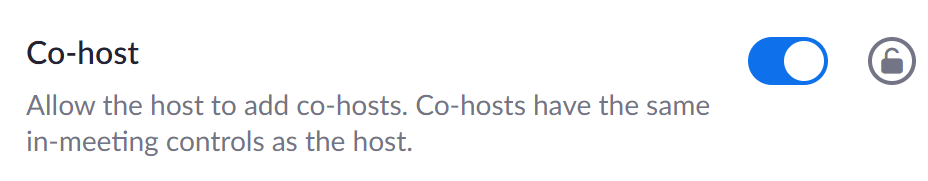 Co-host
Allow the host to add co-hosts. Co-hosts have the same
in-meeting controls as the host.